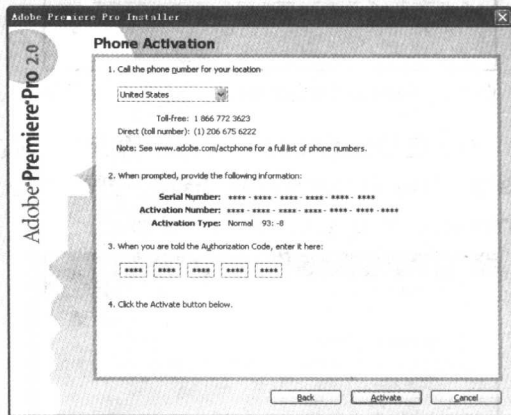 Adobe Premiere Pro Installer
Adobe®Premiere®Pro 2.0
Phone Activation
1. Call the phone number for your location
United States
Toll-free: 1 866 772 3623
Direct (toll number): (1) 206 675 6222
Note: See www.adobe.com/actphone for a full list of phone numbers.
2. When prompted, provide the following information:
Serial Number: **** - **** - **** - **** - **** - ****
Activation Number: **** - **** - **** - **** - **** - **** - ****
Activation Type: Normal 93: -8
3. When you are told the Authorization Code, enter it here:
**** **** **** **** ****
4. Click the Activate button below.
Back Activate Cancel